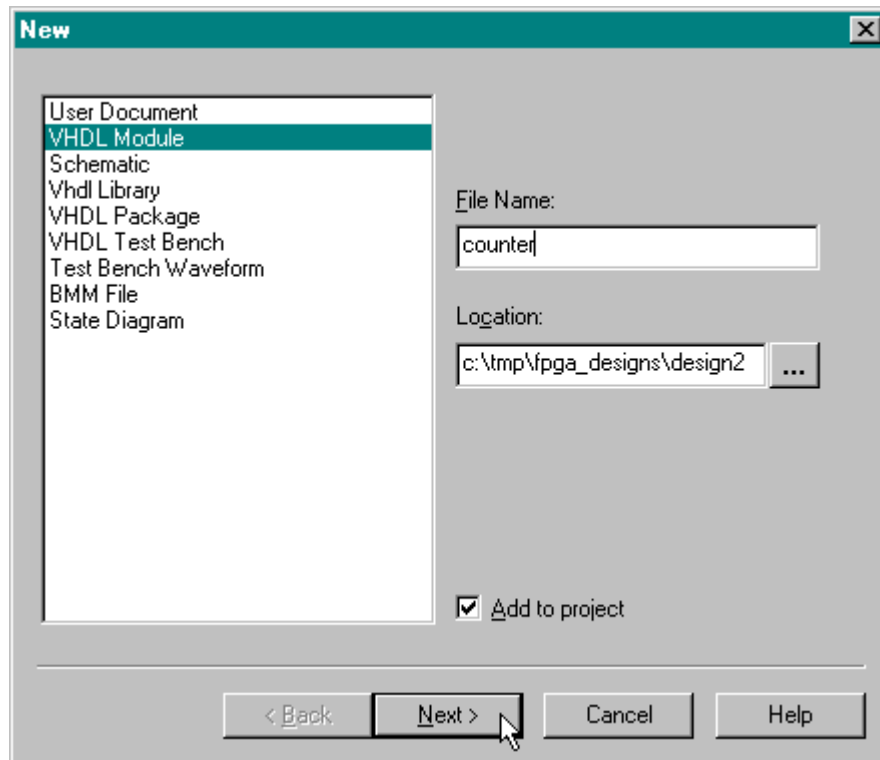 New
User Document
VHDL Module
Schematic
Vhdl Library
VHDL Package
VHDL Test Bench
Test Bench Waveform
BMM File
State Diagram
File Name:
counter
Location:
c:\tmp\fpga_designs\design2
...
Add to project
< Back
Next >
Cancel
Help